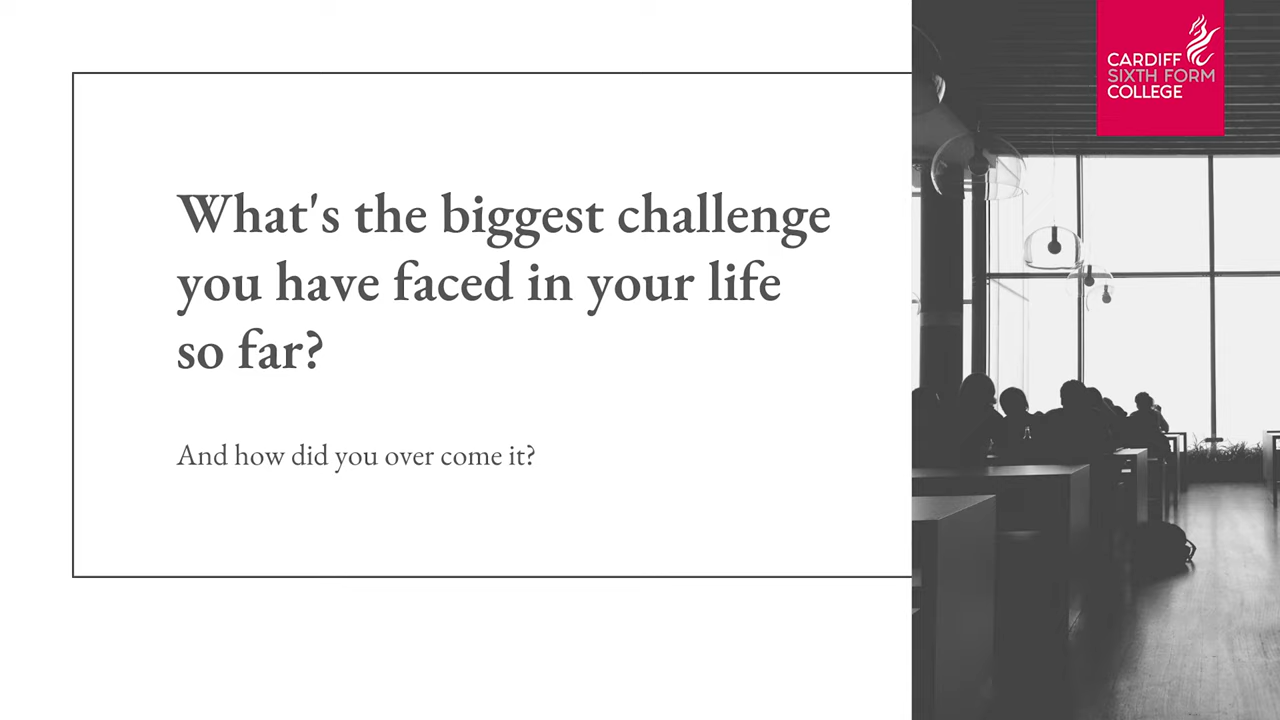 What's the biggest challenge
you have faced in your life
so far?
And how did you over come it?
CARDIFF
SIXTH FORM
COLLEGE